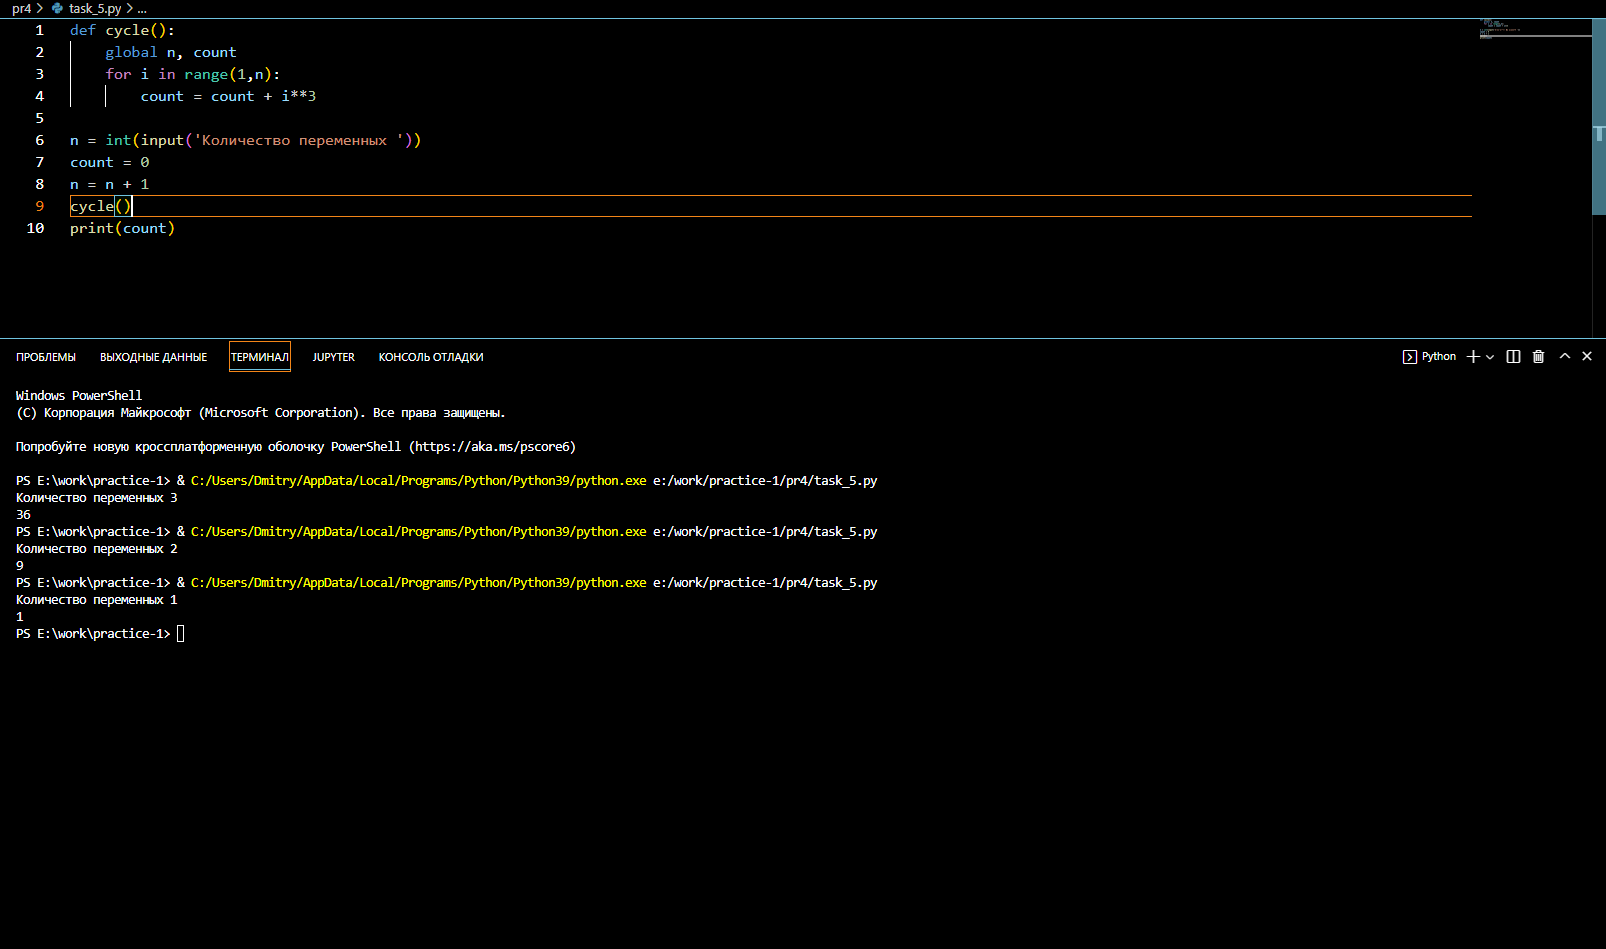 pr4 > task_5.py > ...
1 def cycle():
2     global n, count
3     for i in range(1,n):
4         count = count + i**3
5
6 n = int(input('Количество переменных '))
7 count = 0
8 n = n + 1
9 cycle()
10 print(count)
ПРОБЛЕМЫ ВЫХОДНЫЕ ДАННЫЕ ТЕРМИНАЛ JUPYTER КОНСОЛЬ ОТЛАДКИ Python
Windows PowerShell
(C) Корпорация Майкрософт (Microsoft Corporation). Все права защищены.
Попробуйте новую кроссплатформенную оболочку PowerShell (https://aka.ms/pscore6)
PS E:\work\practice-1> & C:/Users/Dmitry/AppData/Local/Programs/Python/Python39/python.exe e:/work/practice-1/pr4/task_5.py
Количество переменных 3
36
PS E:\work\practice-1> & C:/Users/Dmitry/AppData/Local/Programs/Python/Python39/python.exe e:/work/practice-1/pr4/task_5.py
Количество переменных 2
9
PS E:\work\practice-1> & C:/Users/Dmitry/AppData/Local/Programs/Python/Python39/python.exe e:/work/practice-1/pr4/task_5.py
Количество переменных 1
1
PS E:\work\practice-1>